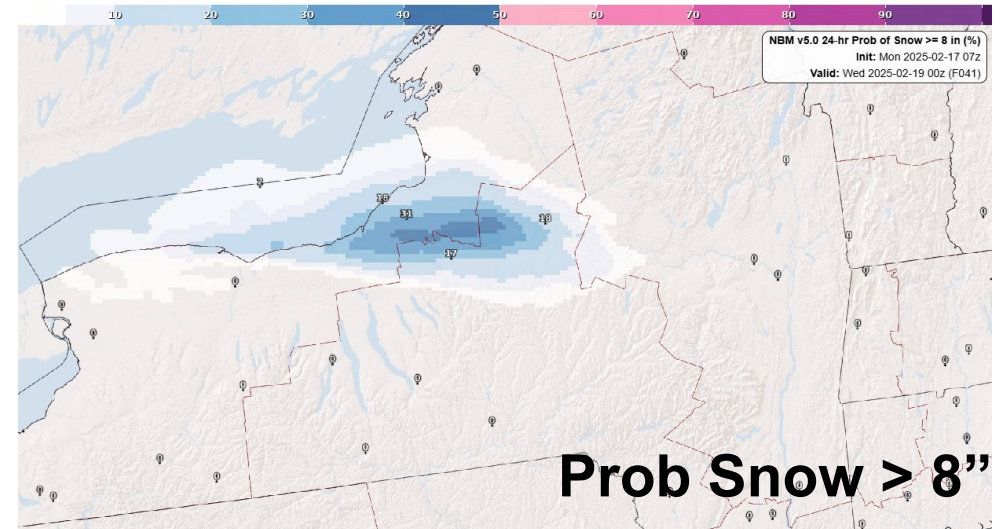 10 20 30 40 50 60 70 80 90
NBM v5.0 24-hr Prob of Snow >= 8 in (%)
Init: Mon 2025-02-17 07z
Valid: Wed 2025-02-19 00z (F041)
2
18
31
18
17
Prob Snow > 8”